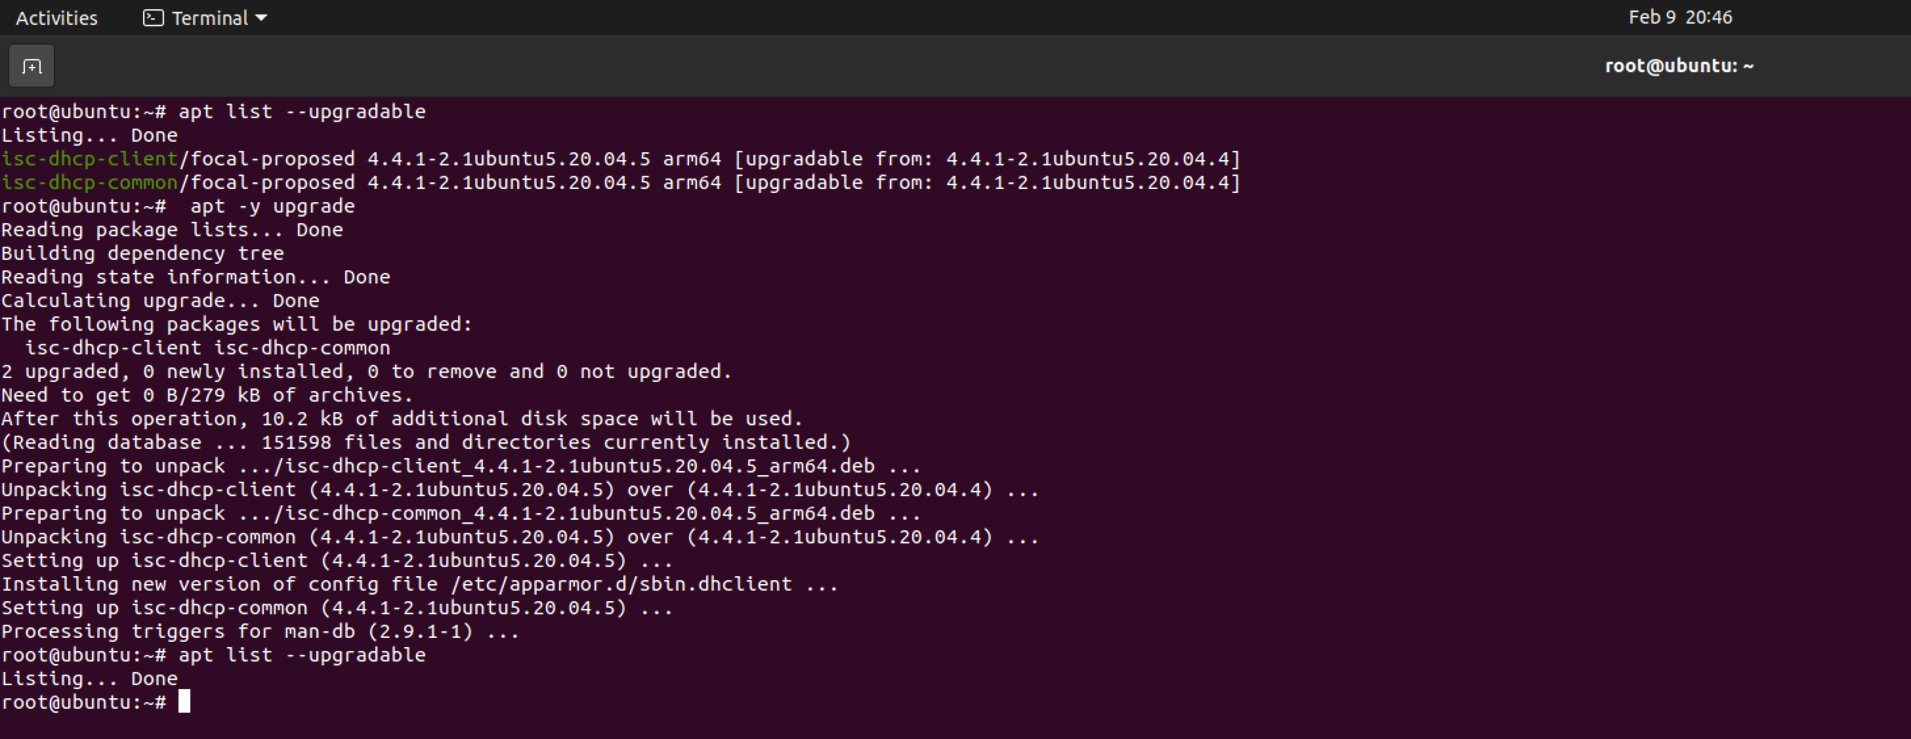 Activities Terminal Feb 9 20:46
root@ubuntu: ~
root@ubuntu:~# apt list --upgradable
Listing... Done
isc-dhcp-client/focal-proposed 4.4.1-2.1ubuntu5.20.04.5 arm64 [upgradable from: 4.4.1-2.1ubuntu5.20.04.4]
isc-dhcp-common/focal-proposed 4.4.1-2.1ubuntu5.20.04.5 arm64 [upgradable from: 4.4.1-2.1ubuntu5.20.04.4]
root@ubuntu:~#  apt -y upgrade
Reading package lists... Done
Building dependency tree
Reading state information... Done
Calculating upgrade... Done
The following packages will be upgraded:
  isc-dhcp-client isc-dhcp-common
2 upgraded, 0 newly installed, 0 to remove and 0 not upgraded.
Need to get 0 B/279 kB of archives.
After this operation, 10.2 kB of additional disk space will be used.
(Reading database ... 151598 files and directories currently installed.)
Preparing to unpack .../isc-dhcp-client_4.4.1-2.1ubuntu5.20.04.5_arm64.deb ...
Unpacking isc-dhcp-client (4.4.1-2.1ubuntu5.20.04.5) over (4.4.1-2.1ubuntu5.20.04.4) ...
Preparing to unpack .../isc-dhcp-common_4.4.1-2.1ubuntu5.20.04.5_arm64.deb ...
Unpacking isc-dhcp-common (4.4.1-2.1ubuntu5.20.04.5) over (4.4.1-2.1ubuntu5.20.04.4) ...
Setting up isc-dhcp-client (4.4.1-2.1ubuntu5.20.04.5) ...
Installing new version of config file /etc/apparmor.d/sbin.dhclient ...
Setting up isc-dhcp-common (4.4.1-2.1ubuntu5.20.04.5) ...
Processing triggers for man-db (2.9.1-1) ...
root@ubuntu:~# apt list --upgradable
Listing... Done
root@ubuntu:~#